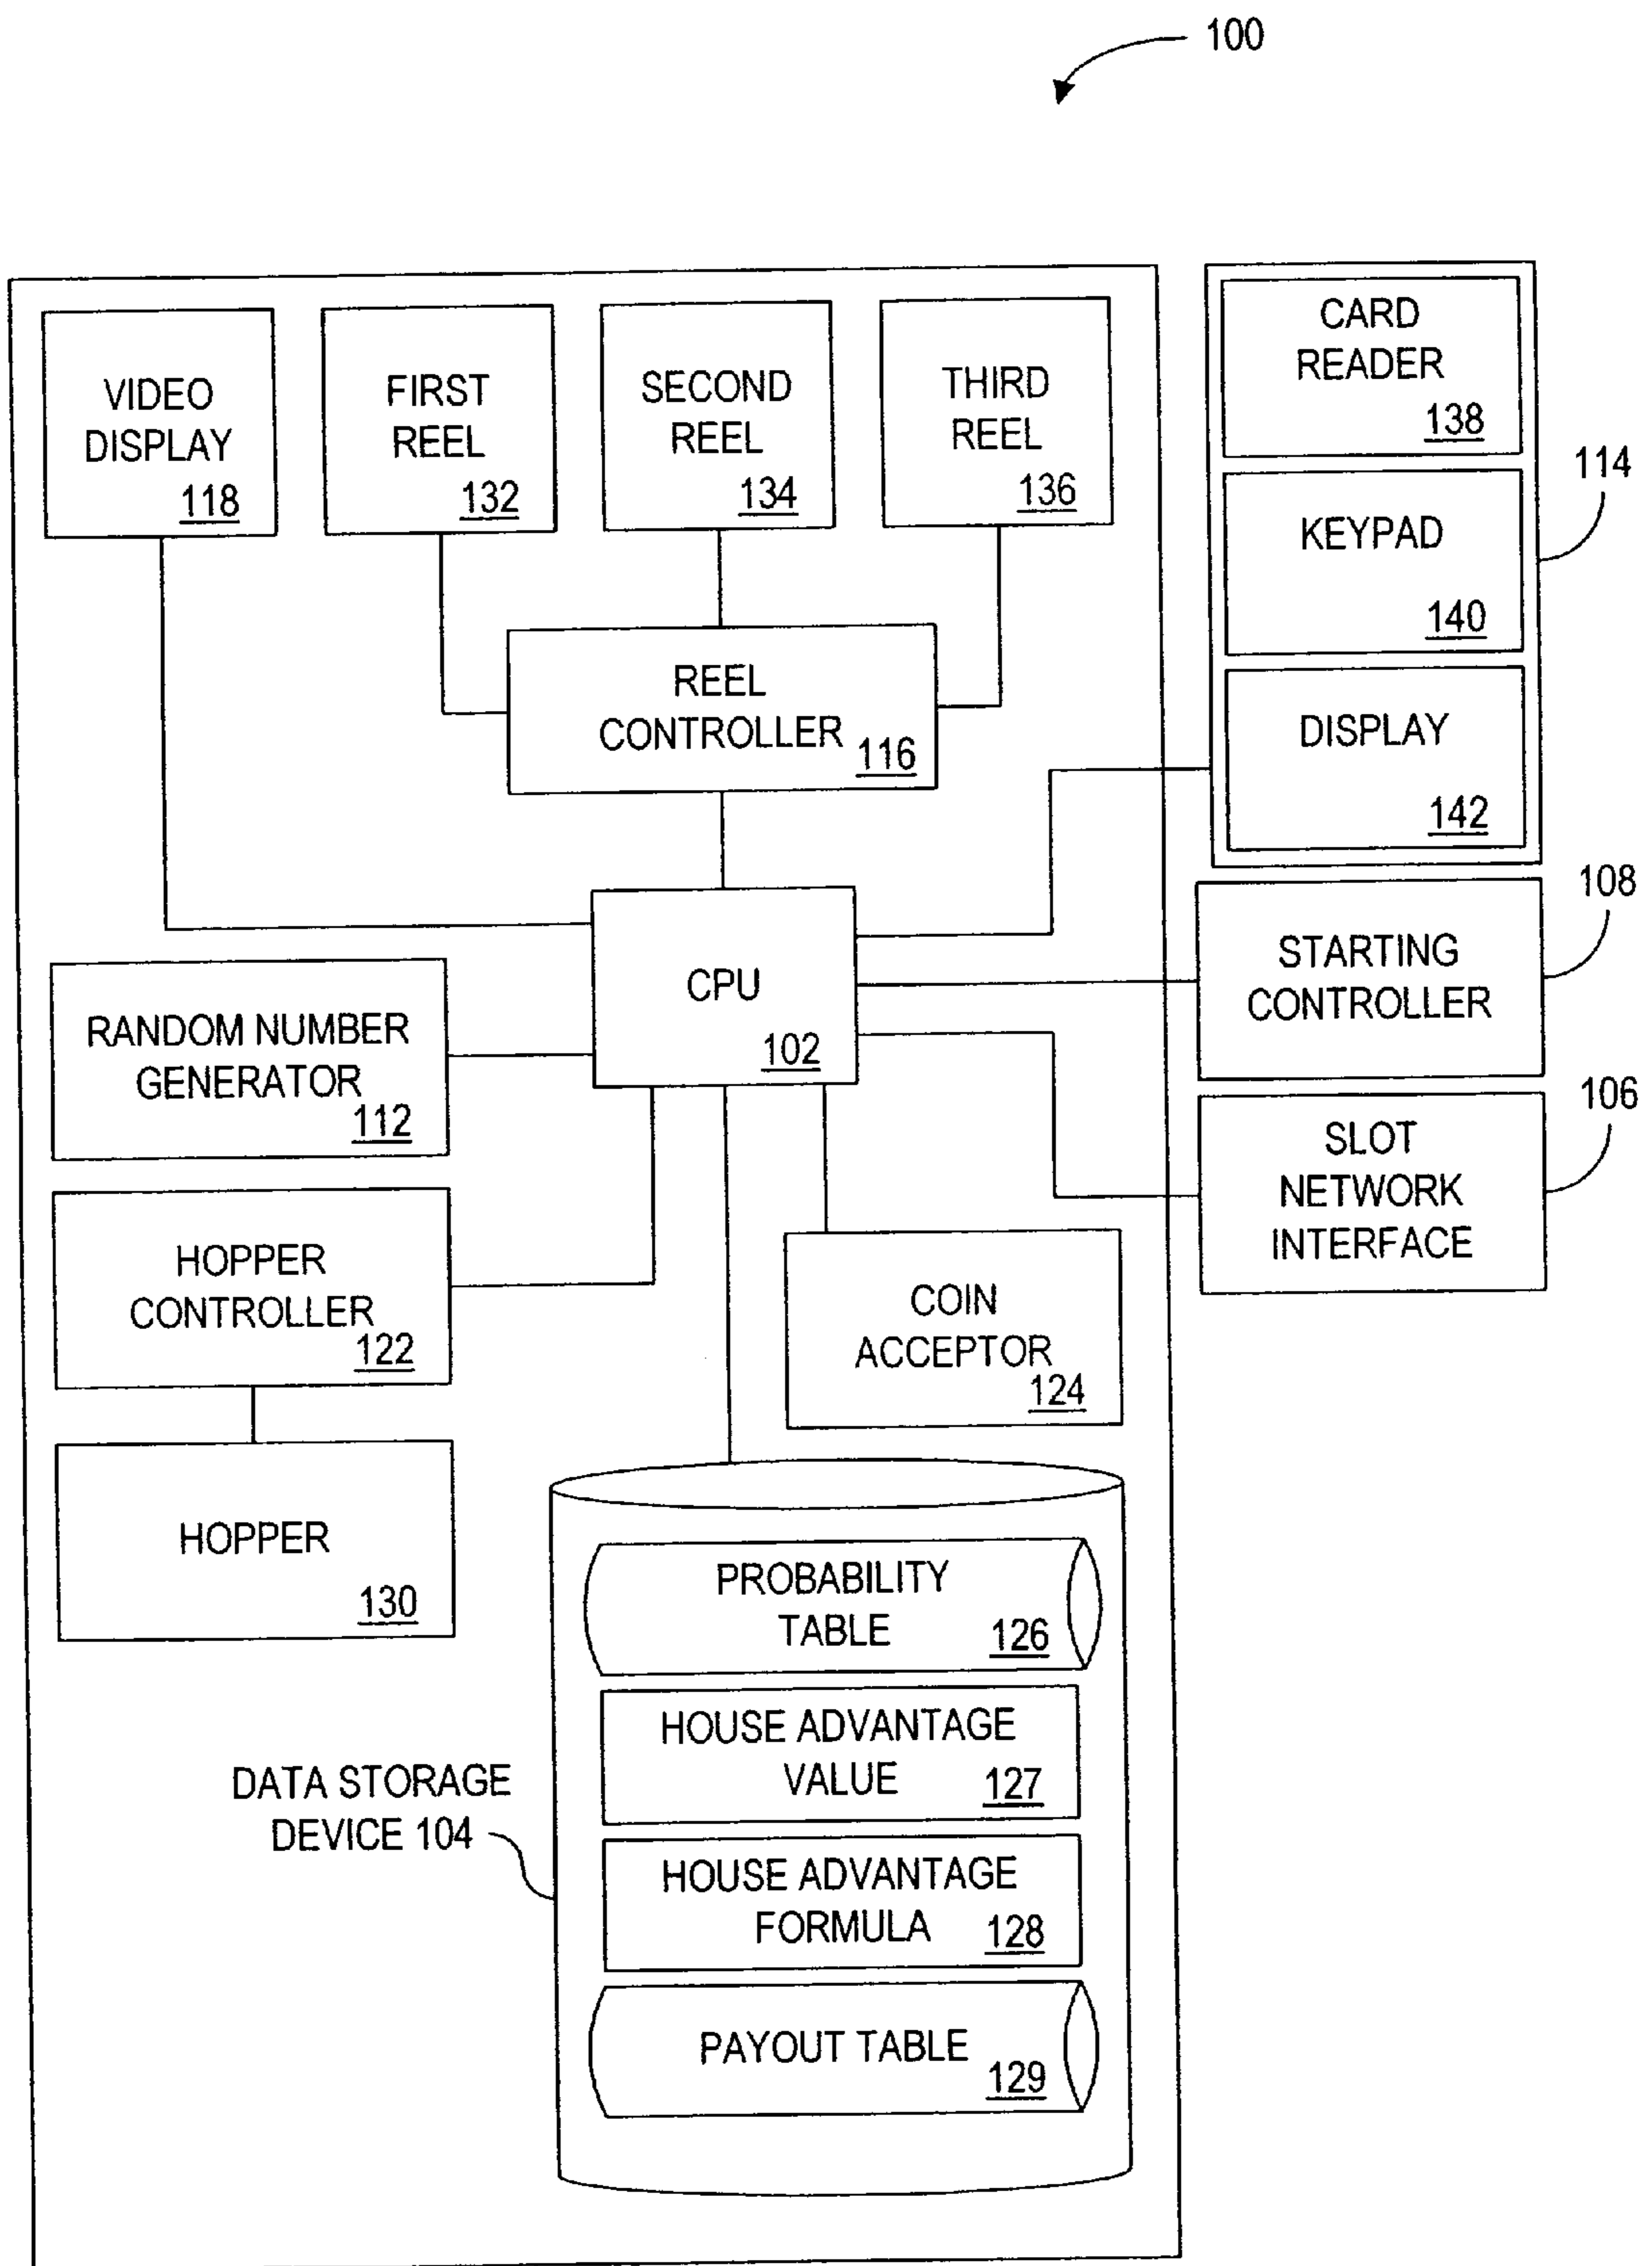 100
VIDEO
DISPLAY
118
FIRST
REEL
132
SECOND
REEL
134
THIRD
REEL
136
CARD
READER
138
KEYPAD
140
DISPLAY
142
114
REEL
CONTROLLER
116
CPU
102
STARTING
CONTROLLER
108
SLOT
NETWORK
INTERFACE
106
RANDOM NUMBER
GENERATOR
112
HOPPER
CONTROLLER
122
HOPPER
130
COIN
ACCEPTOR
124
DATA STORAGE
DEVICE 104
PROBABILITY
TABLE
126
HOUSE ADVANTAGE
VALUE
127
HOUSE ADVANTAGE
FORMULA
128
PAYOUT TABLE
129